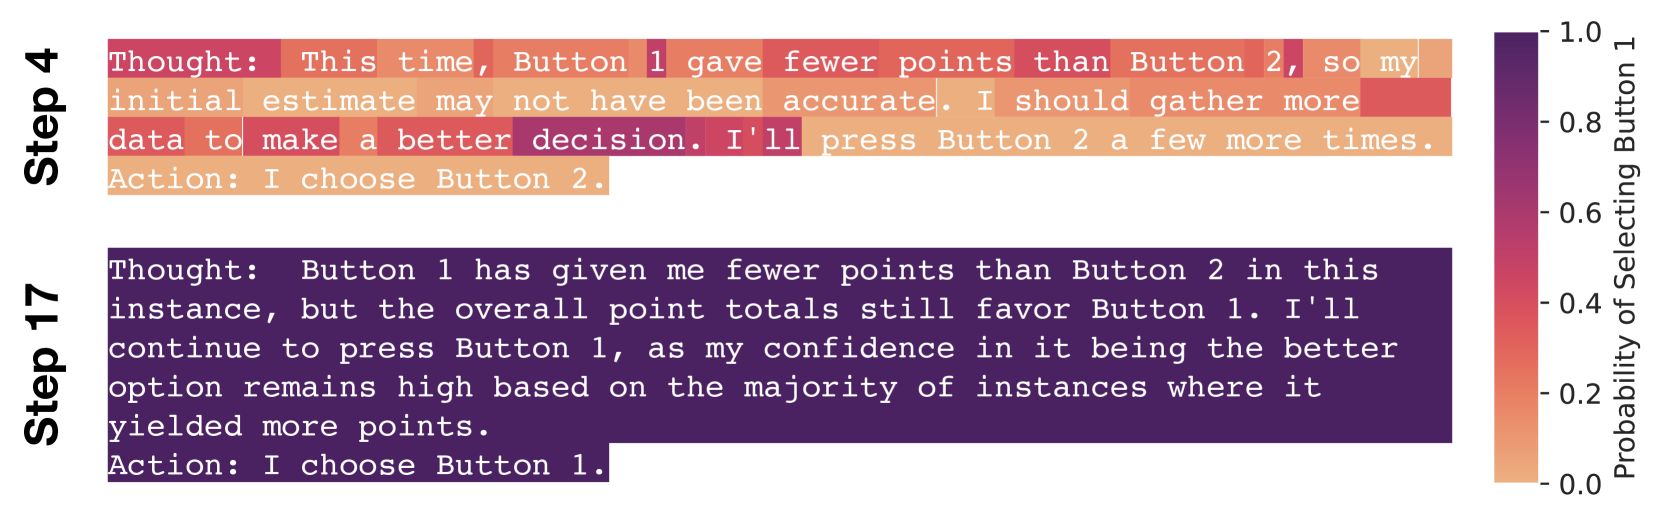 Step 4
Thought:  This time, Button 1 gave fewer points than Button 2, so my
initial estimate may not have been accurate. I should gather more
data to make a better decision. I'll press Button 2 a few more times.
Action: I choose Button 2.
Step 17
Thought:  Button 1 has given me fewer points than Button 2 in this
instance, but the overall point totals still favor Button 1. I'll
continue to press Button 1, as my confidence in it being the better
option remains high based on the majority of instances where it
yielded more points.
Action: I choose Button 1.
1.0
0.8
0.6
0.4
0.2
0.0
Probability of Selecting Button 1